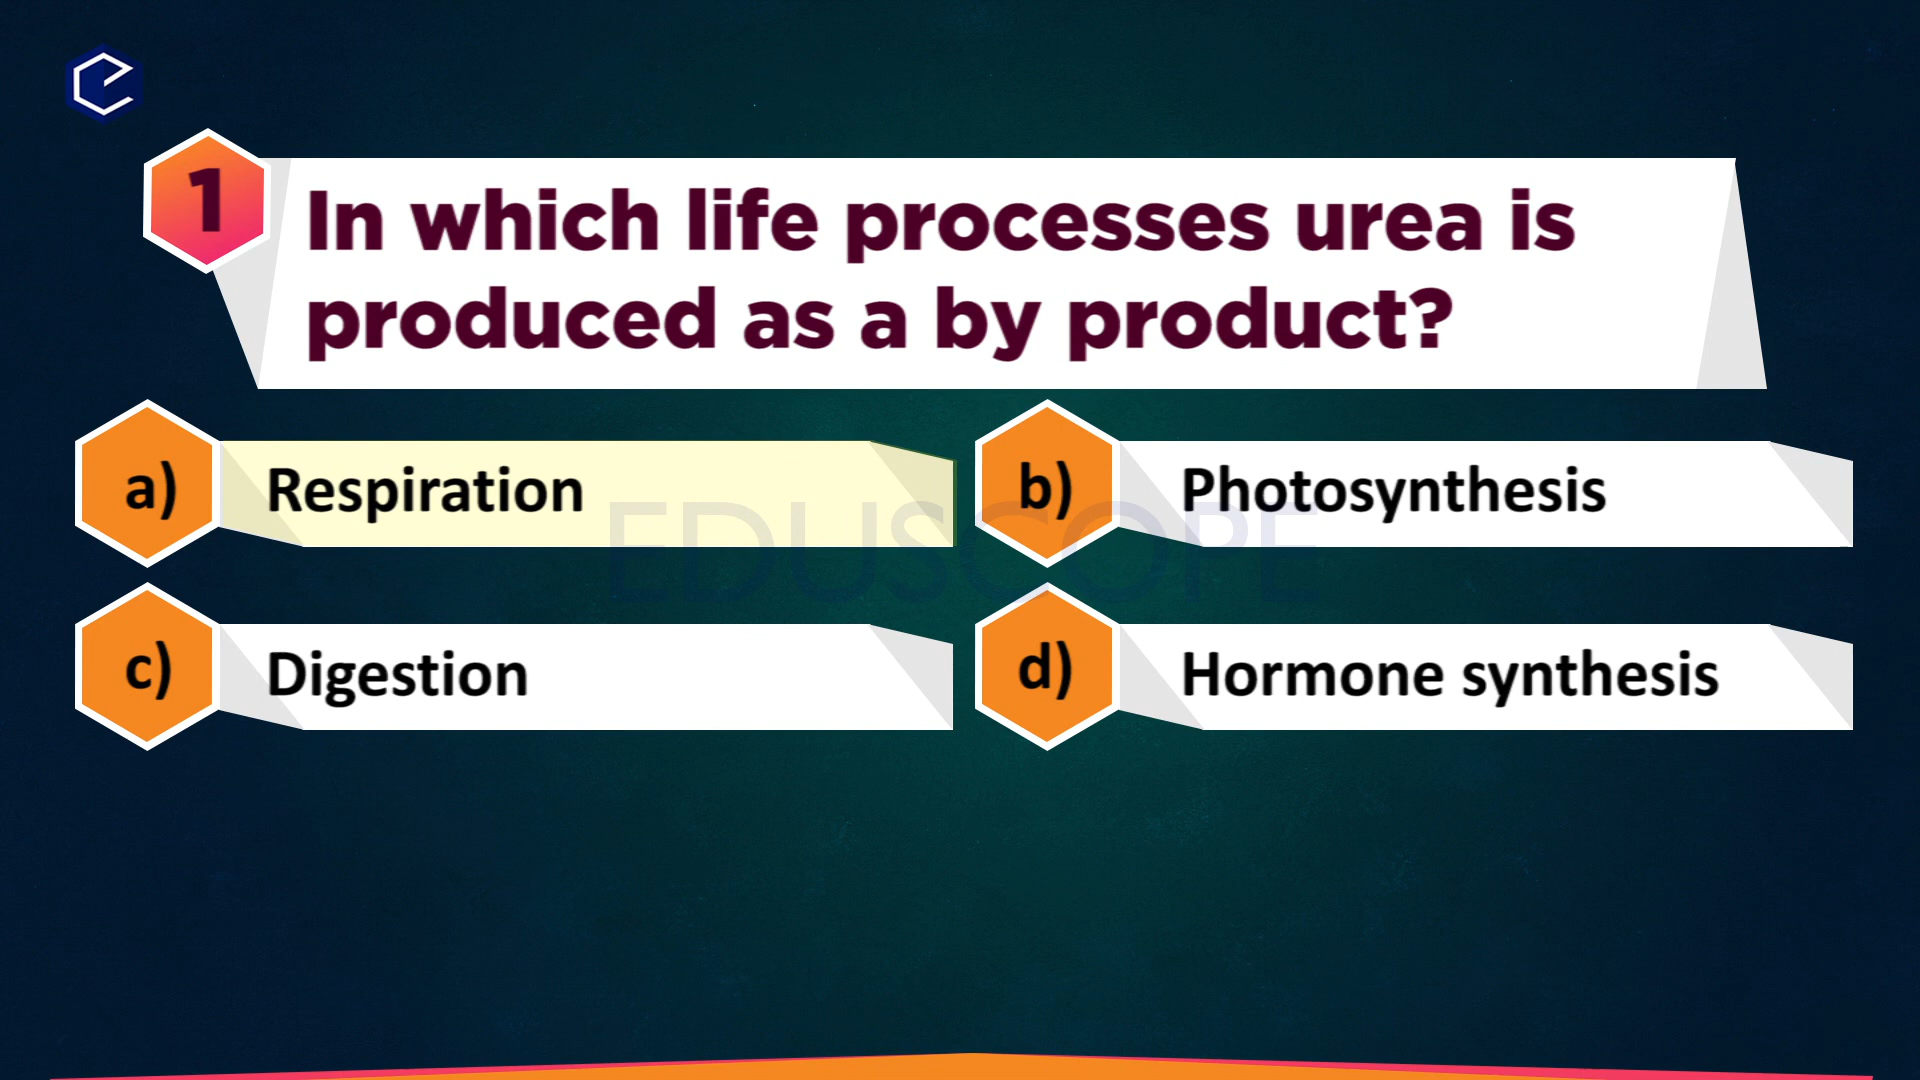 1
In which life processes urea is
produced as a by product?
a) Respiration
b) Photosynthesis
c) Digestion
d) Hormone synthesis
EDUSCOPE